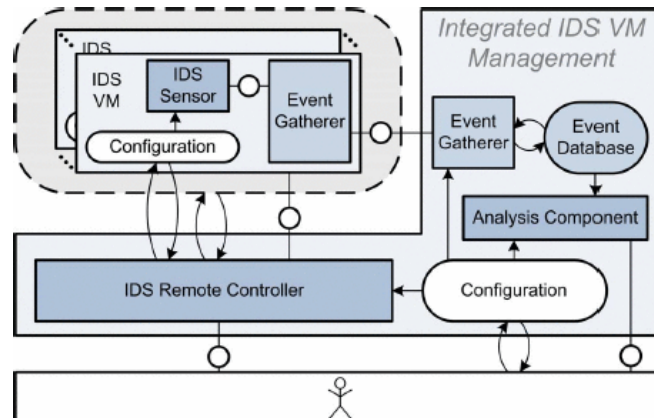 Integrated IDS VM
Management
IDS
IDS
VM
IDS
Sensor
Event
Gatherer
Configuration
Event
Gatherer
Event
Database
Analysis Component
IDS Remote Controller
Configuration